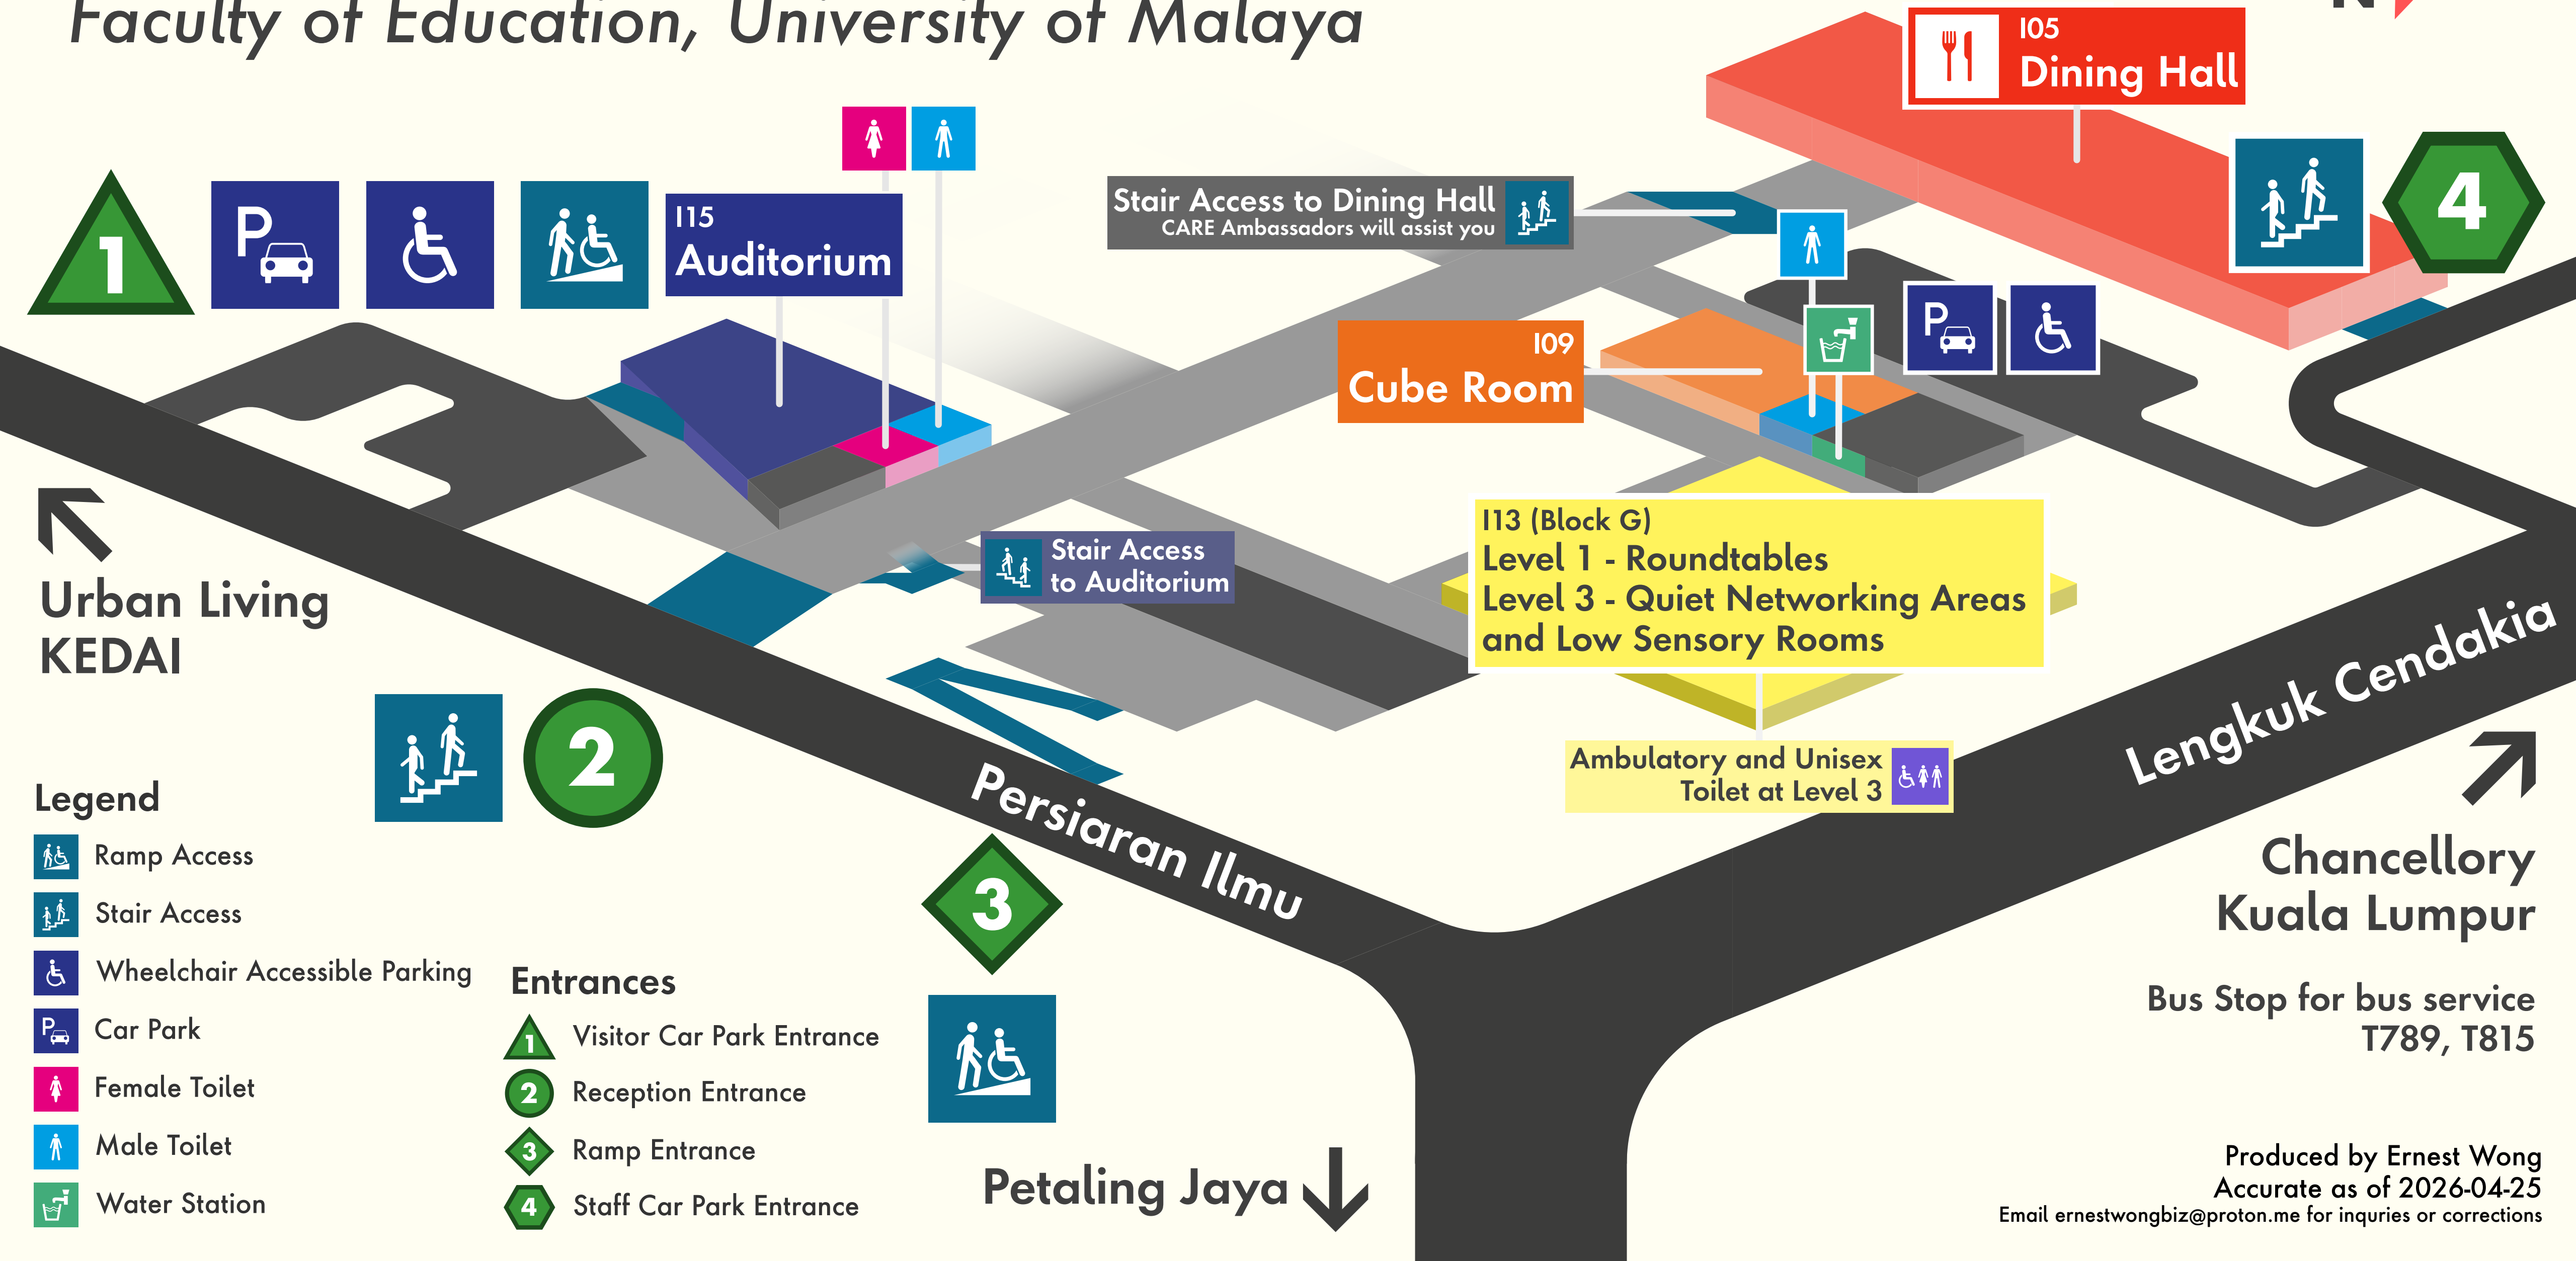 Faculty of Education, University of Malaya
N
I05
Dining Hall
1
P
I15
Auditorium
Stair Access to Dining Hall
CARE Ambassadors will assist you
4
P
I09
Cube Room
I13 (Block G)
Level 1 - Roundtables
Level 3 - Quiet Networking Areas
and Low Sensory Rooms
Stair Access
to Auditorium
Urban Living
KEDAI
2
Ambulatory and Unisex
Toilet at Level 3
Lengkuk Cendakia
Persiaran Ilmu
3
Chancellory
Kuala Lumpur
Bus Stop for bus service
T789, T815
Legend
Ramp Access
Stair Access
Wheelchair Accessible Parking
P
Car Park
Female Toilet
Male Toilet
Water Station
Entrances
1
Visitor Car Park Entrance
2
Reception Entrance
3
Ramp Entrance
4
Staff Car Park Entrance
Petaling Jaya
Produced by Ernest Wong
Accurate as of 2026-04-25
Email ernestwongbiz@proton.me for inquries or corrections